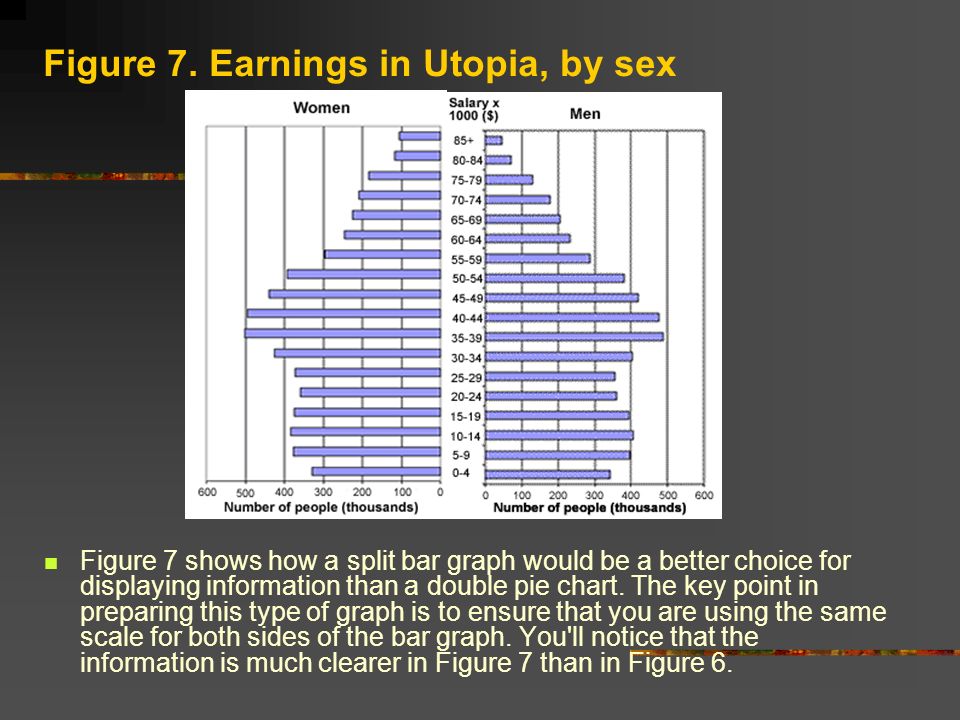 Figure 7. Earnings in Utopia, by sex
Women
Salary x
1000 ($)
Men
85+
80-84
75-79
70-74
65-69
60-64
55-59
50-54
45-49
40-44
35-39
30-34
25-29
20-24
15-19
10-14
5-9
0-4
600 500 400 300 200 100 0
0 100 200 300 400 500 600
Number of people (thousands)
Number of people (thousands)
Figure 7 shows how a split bar graph would be a better choice for
displaying information than a double pie chart. The key point in
preparing this type of graph is to ensure that you are using the same
scale for both sides of the bar graph. You'll notice that the
information is much clearer in Figure 7 than in Figure 6.